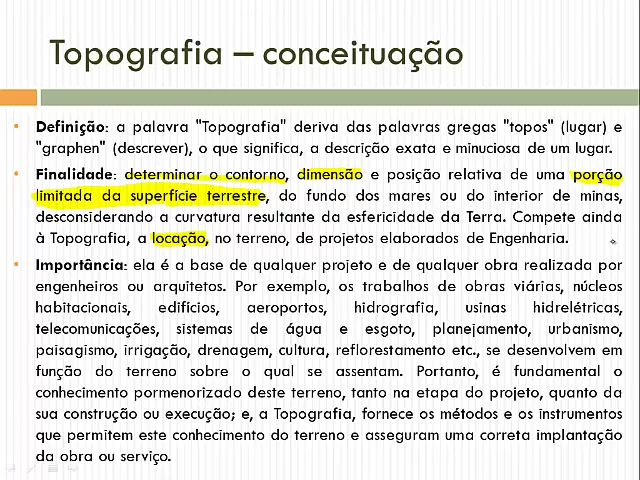 Topografia – conceituação
• Definição: a palavra "Topografia" deriva das palavras gregas "topos" (lugar) e
"graphen" (descrever), o que significa, a descrição exata e minuciosa de um lugar.
• Finalidade: determinar o contorno, dimensão e posição relativa de uma porção
limitada da superfície terrestre, do fundo dos mares ou do interior de minas,
desconsiderando a curvatura resultante da esfericidade da Terra. Compete ainda
à Topografia, a locação, no terreno, de projetos elaborados de Engenharia.
• Importância: ela é a base de qualquer projeto e de qualquer obra realizada por
engenheiros ou arquitetos. Por exemplo, os trabalhos de obras viárias, núcleos
habitacionais, edifícios, aeroportos, hidrografia, usinas hidrelétricas,
telecomunicações, sistemas de água e esgoto, planejamento, urbanismo,
paisagismo, irrigação, drenagem, cultura, reflorestamento etc., se desenvolvem em
função do terreno sobre o qual se assentam. Portanto, é fundamental o
conhecimento pormenorizado deste terreno, tanto na etapa do projeto, quanto da
sua construção ou execução; e, a Topografia, fornece os métodos e os instrumentos
que permitem este conhecimento do terreno e asseguram uma correta implantação
da obra ou serviço.